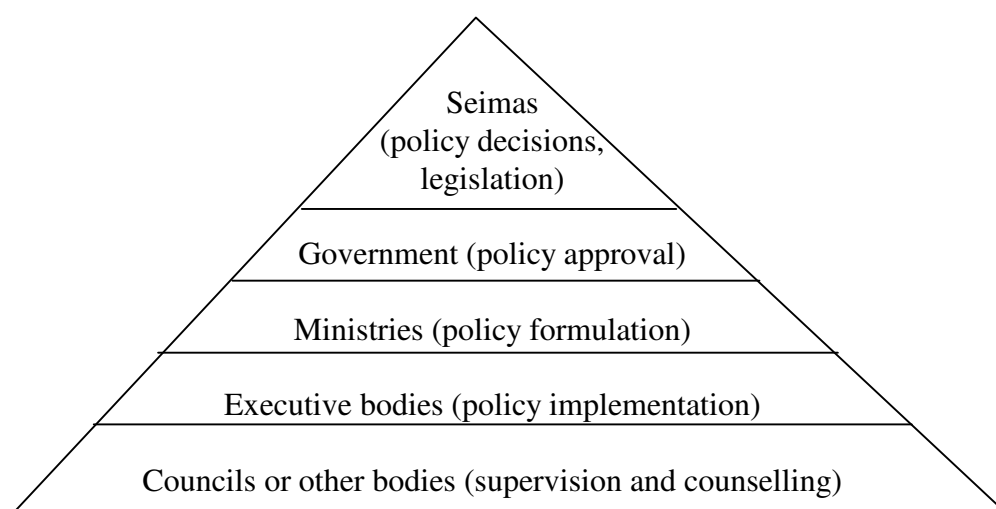 Seimas
(policy decisions,
legislation)
Government (policy approval)
Ministries (policy formulation)
Executive bodies (policy implementation)
Councils or other bodies (supervision and counselling)